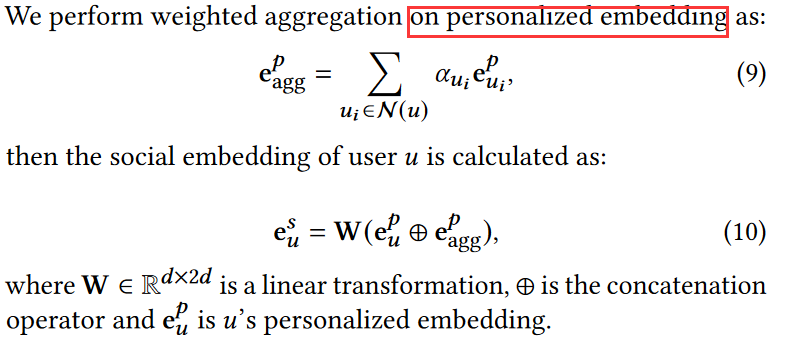 We perform weighted aggregation on personalized embedding as:
e^p_agg = ∑_{u_i∈N(u)} α_{u_i} e^p_{u_i}, (9)
then the social embedding of user u is calculated as:
e^s_u = W(e^p_u ⊕ e^p_agg), (10)
where W ∈ ℝ^{d×2d} is a linear transformation, ⊕ is the concatenation
operator and e^p_u is u's personalized embedding.